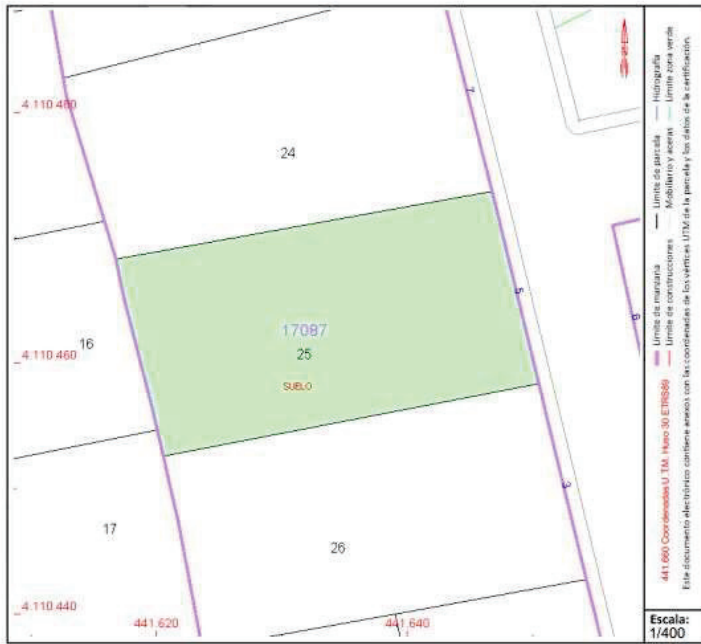 4.110.480
24
7
5
17087
25
SUELO
16
4.110.460
8
17
26
3
4.110.440
441.620
441.640
441.660 Coordenadas U.T.M. Huso 30 ETRS89
Límite de manzana
Límite de parcela
Hidrografía
Límite de construcciones
Mobiliario y aceras
Límite zona verde
Este documento electrónico contiene anexos con las coordenadas de los vértices UTM de la parcela y los datos de la certificación.
Escala:
1/400